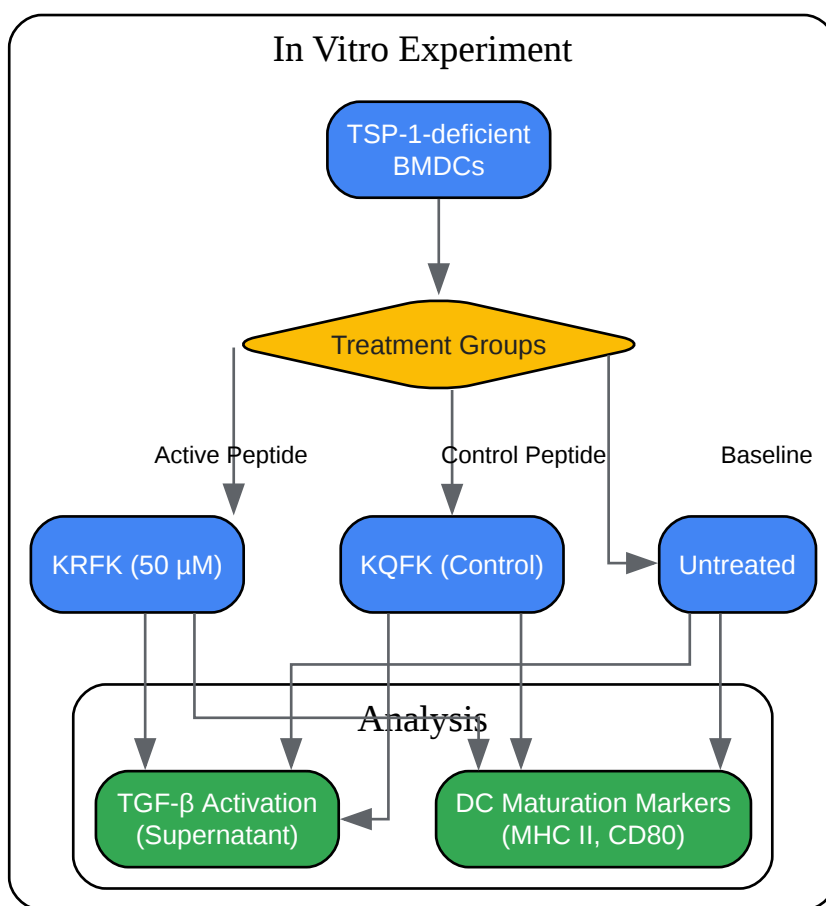 In Vitro Experiment
TSP-1-deficient
BMDCs
Treatment Groups
Active Peptide
Control Peptide
Baseline
KRFK (50 µM)
KQFK (Control)
Untreated
Analysis
TGF-β Activation
(Supernatant)
DC Maturation Markers
(MHC II, CD80)